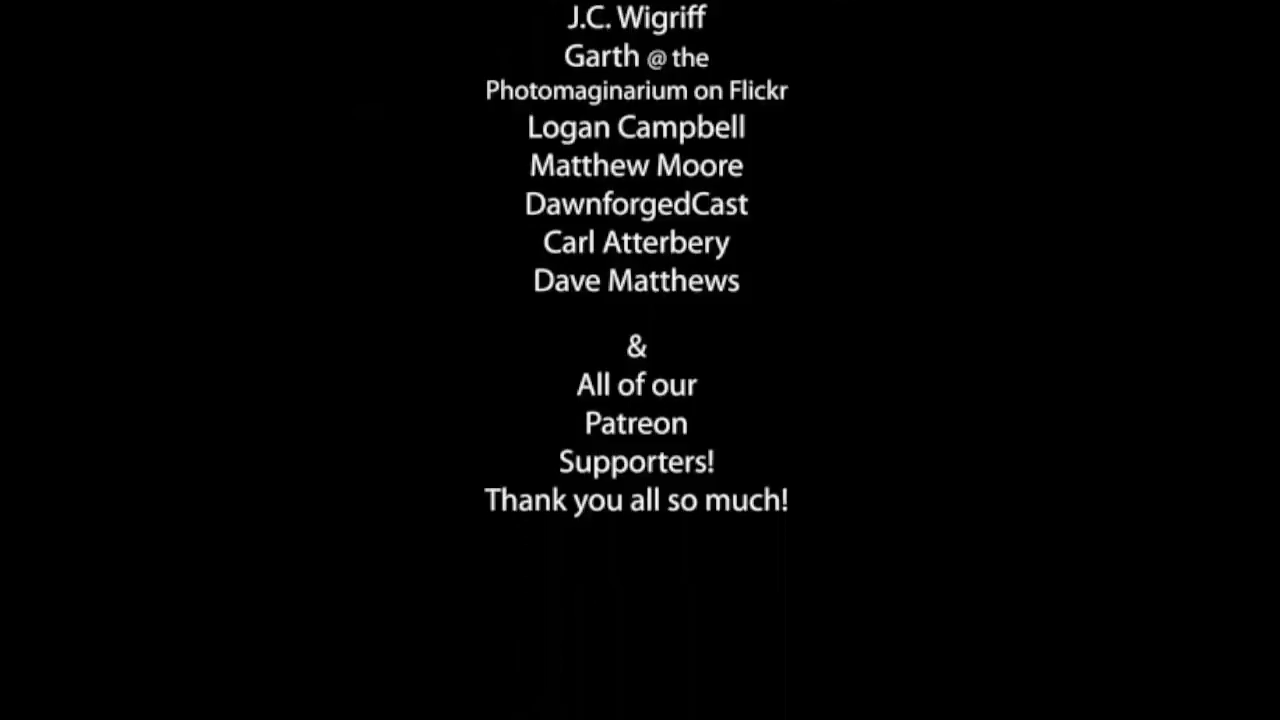 J.C. Wigriff
Garth @ the
Photomaginarium on Flickr
Logan Campbell
Matthew Moore
DawnforgedCast
Carl Atterbery
Dave Matthews
&
All of our
Patreon
Supporters!
Thank you all so much!